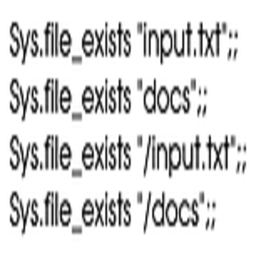 Sys.file_exists "input.txt";;
Sys.file_exists "docs";;
Sys.file_exists "/input.txt";;
Sys.file_exists "/docs";;